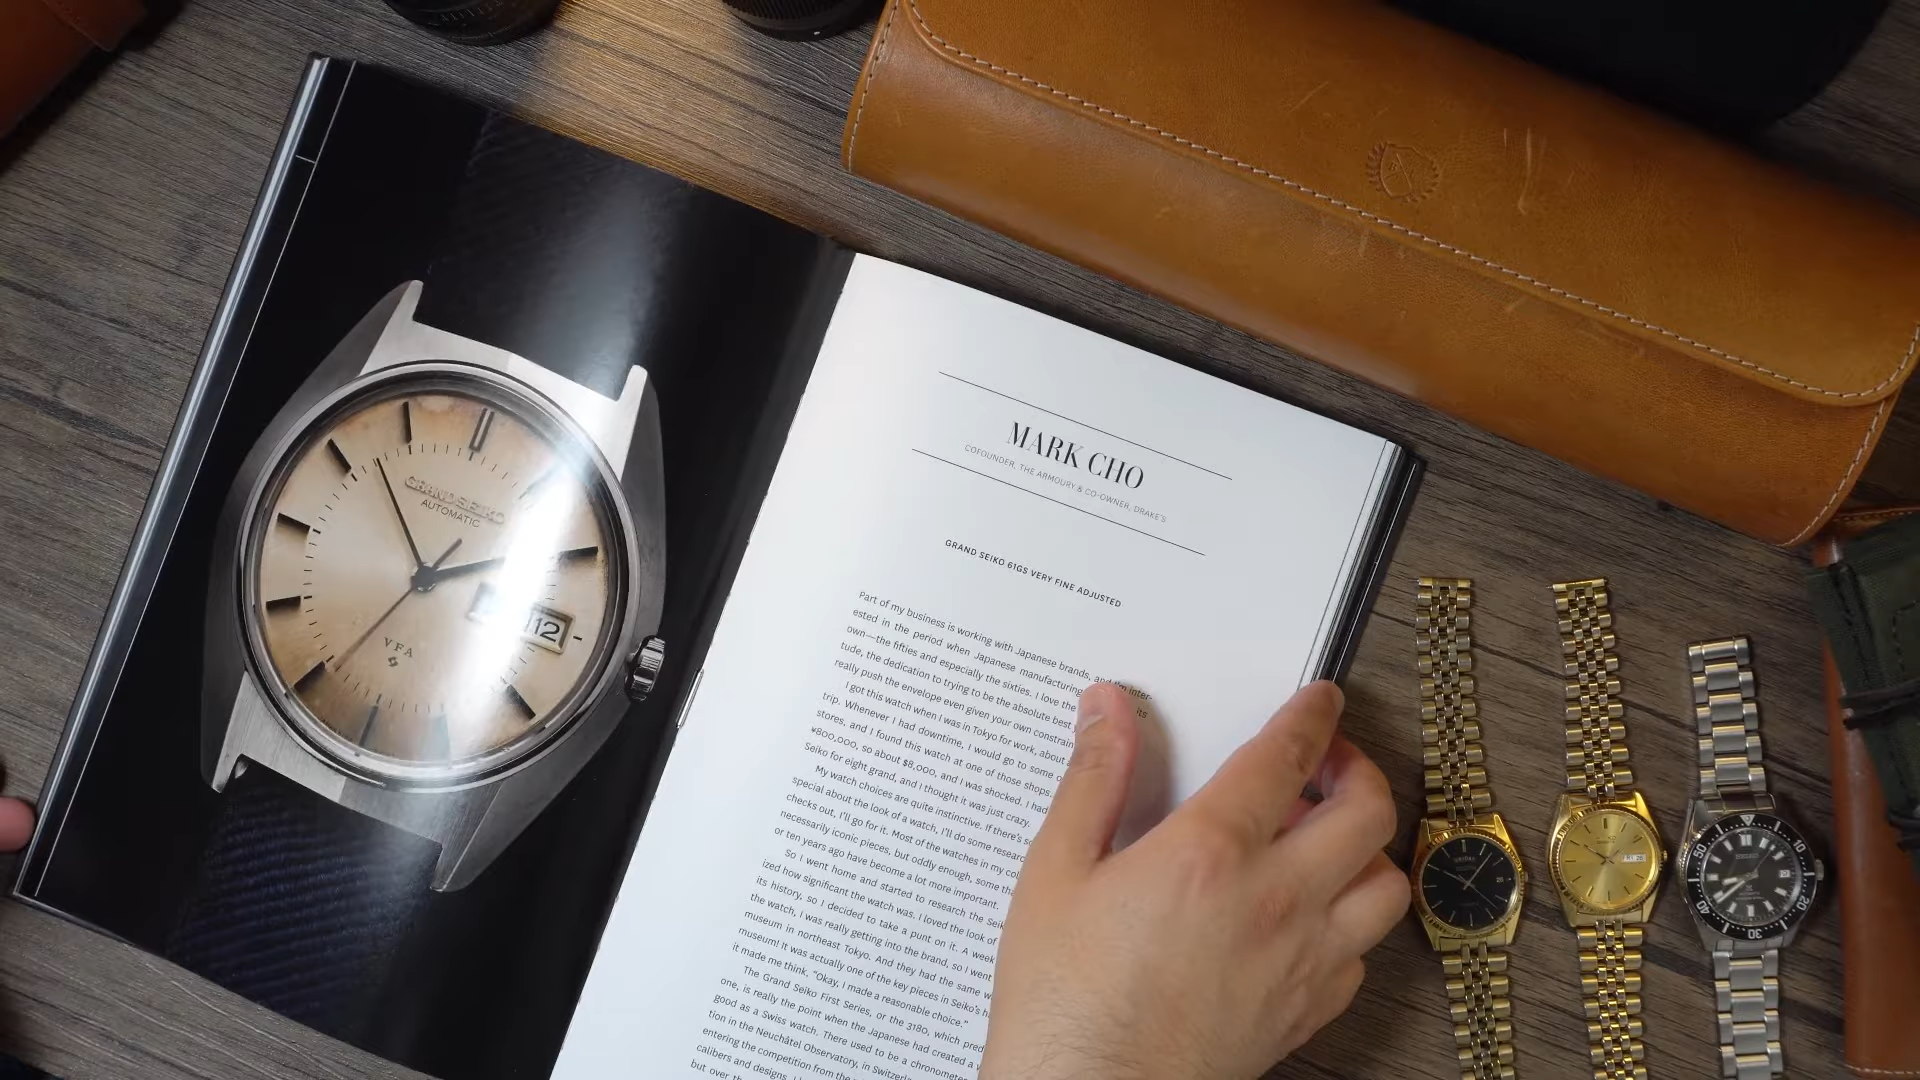 GRAND SEIKO
AUTOMATIC
12
VFA
MARK CHO
COFOUNDER, THE ARMOURY & CO-OWNER, DRAKE'S
GRAND SEIKO 61GS VERY FINE ADJUSTED
Part of my business is working with Japanese brands, and I'm inter-
ested in the period when Japanese manufacturing its
own—the fifties and especially the sixties. I love the
tude, the dedication to trying to be the absolute best
really push the envelope even given your own constrain
I got this watch when I was in Tokyo for work, about
trip. Whenever I had downtime, I would go to some
stores, and I found this watch at one of those shops.
¥800,000, so about $8,000, and I was shocked. I had
Seiko for eight grand, and I thought it was just crazy.
My watch choices are quite instinctive. If there's
special about the look of a watch, I'll do some resear
checks out, I'll go for it. Most of the watches in my col
necessarily iconic pieces, but oddly enough, some
or ten years ago have become a lot more important.
So I went home and started to research the Seik
ized how significant the watch was. I loved the look of
its history, so I decided to take a punt on it. A week
the watch, I was really getting into the brand, so I went
museum in northeast Tokyo. And they had the same
museum! It was actually one of the key pieces in Seiko's
it made me think, "Okay, I made a reasonable choice."
The Grand Seiko First Series, or the 3180, which pred
one, is really the point when the Japanese had created a
good as a Swiss watch. There used to be a chronomete
tion in the Neuchâtel Observatory, in Switzerl
entering the competition from the
calibers and designs.
but over
10
20
30
40
50